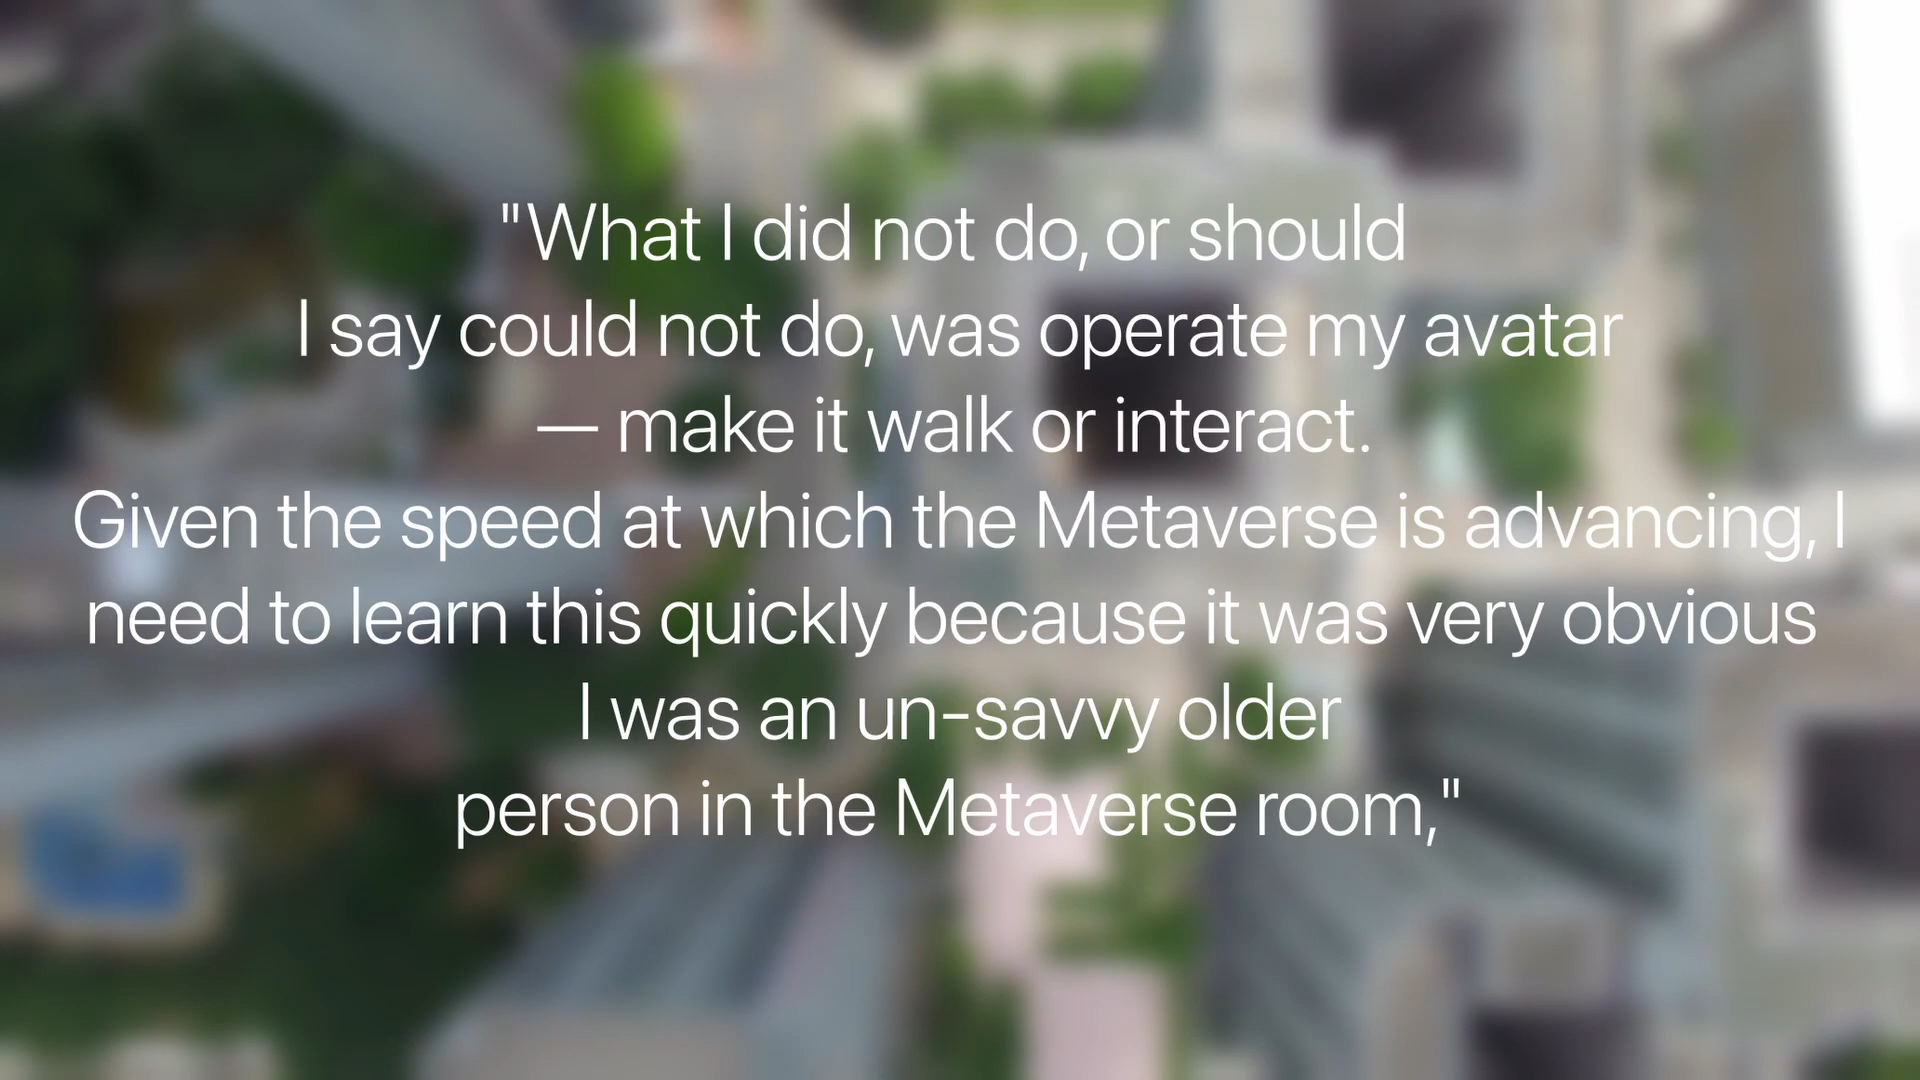 "What I did not do, or should
I say could not do, was operate my avatar
— make it walk or interact.
Given the speed at which the Metaverse is advancing, I
need to learn this quickly because it was very obvious
I was an un-savvy older
person in the Metaverse room,"